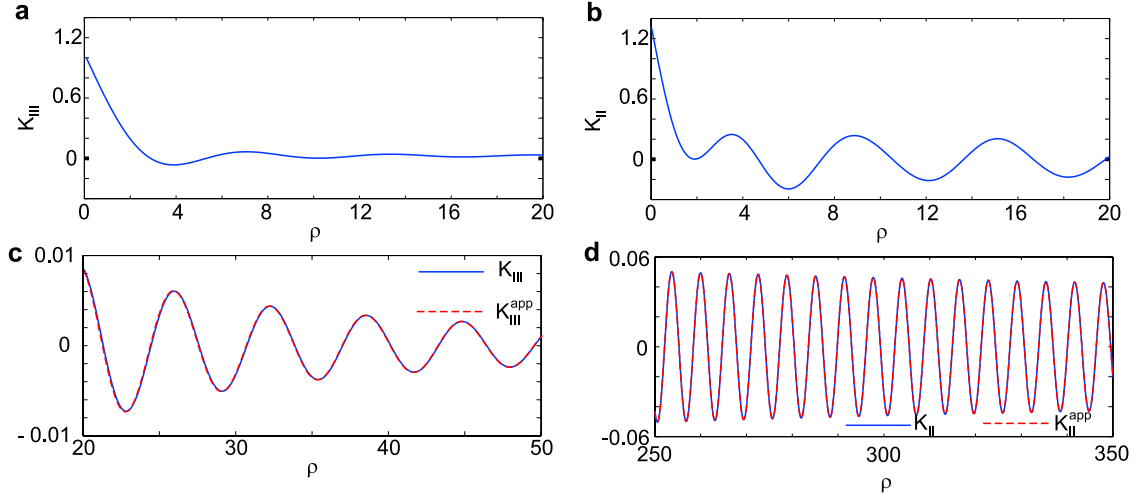 a
1.2
0.6
0
K_III
0 4 8 12 16 20
ρ
b
1.2
0.6
0
K_II
0 4 8 12 16 20
ρ
c
0.01
0
-0.01
K_III
K_III^app
20 30 40 50
ρ
d
0.06
0
-0.06
K_II K_II^app
250 300 350
ρ